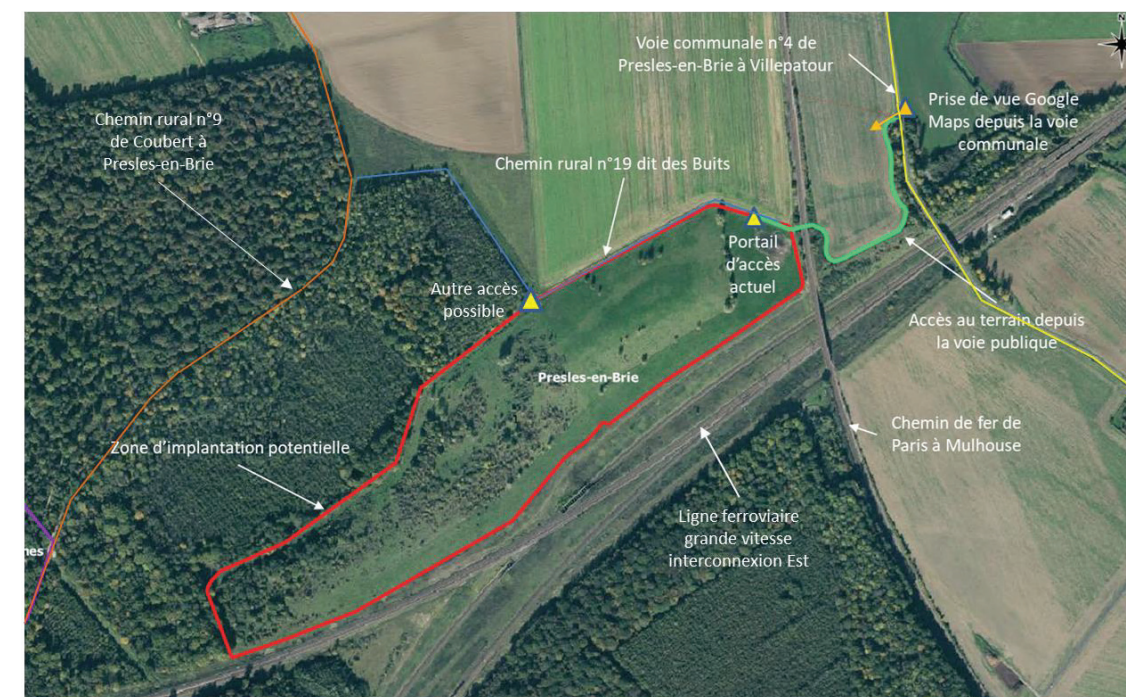 Voie communale n°4 de
Presles-en-Brie à Villepatour
N
Prise de vue Google
Maps depuis la voie
communale
Chemin rural n°9
de Coubert à
Presles-en-Brie
Chemin rural n°19 dit des Buits
Portail
d'accès
actuel
Autre accès
possible
Accès au terrain depuis
la voie publique
Presles-en-Brie
Chemin de fer de
Paris à Mulhouse
Zone d'implantation potentielle
Ligne ferroviaire
grande vitesse
interconnexion Est
nes